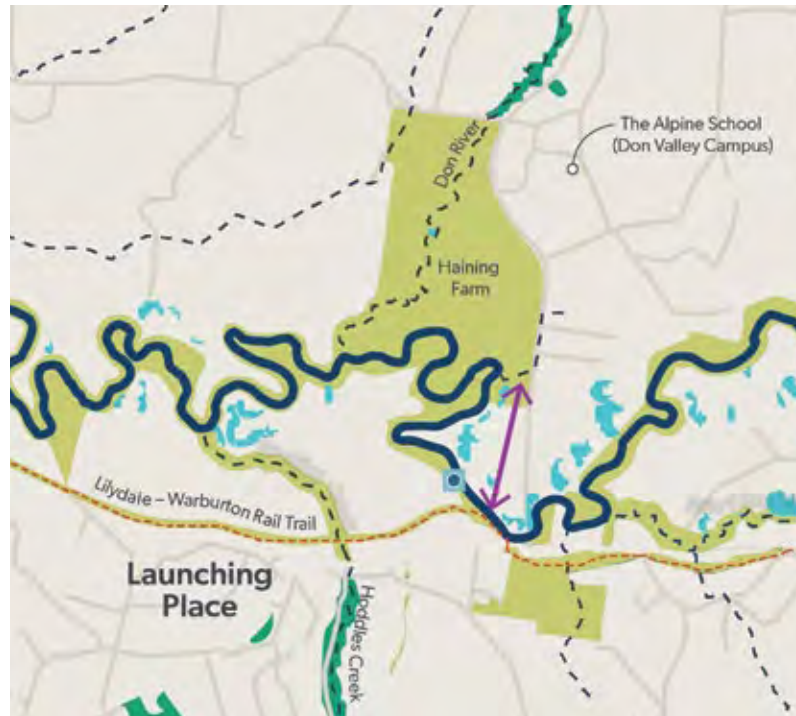 The Alpine School
(Don Valley Campus)
Don River
Haining
Farm
Lilydale – Warburton Rail Trail
Launching
Place
Hoddles Creek